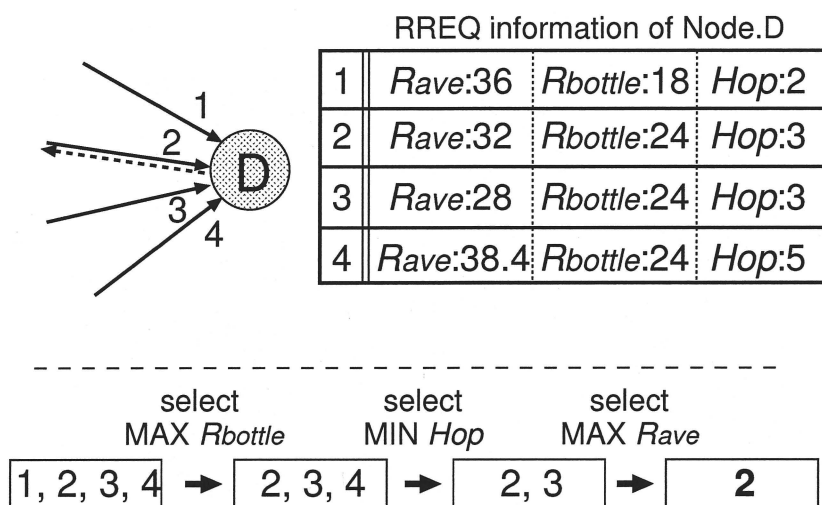 RREQ information of Node.D
1 Rave:36 Rbottle:18 Hop:2
2 Rave:32 Rbottle:24 Hop:3
3 Rave:28 Rbottle:24 Hop:3
4 Rave:38.4 Rbottle:24 Hop:5
1
2
3
4
D
select MAX Rbottle
select MIN Hop
select MAX Rave
1, 2, 3, 4
2, 3, 4
2, 3
2